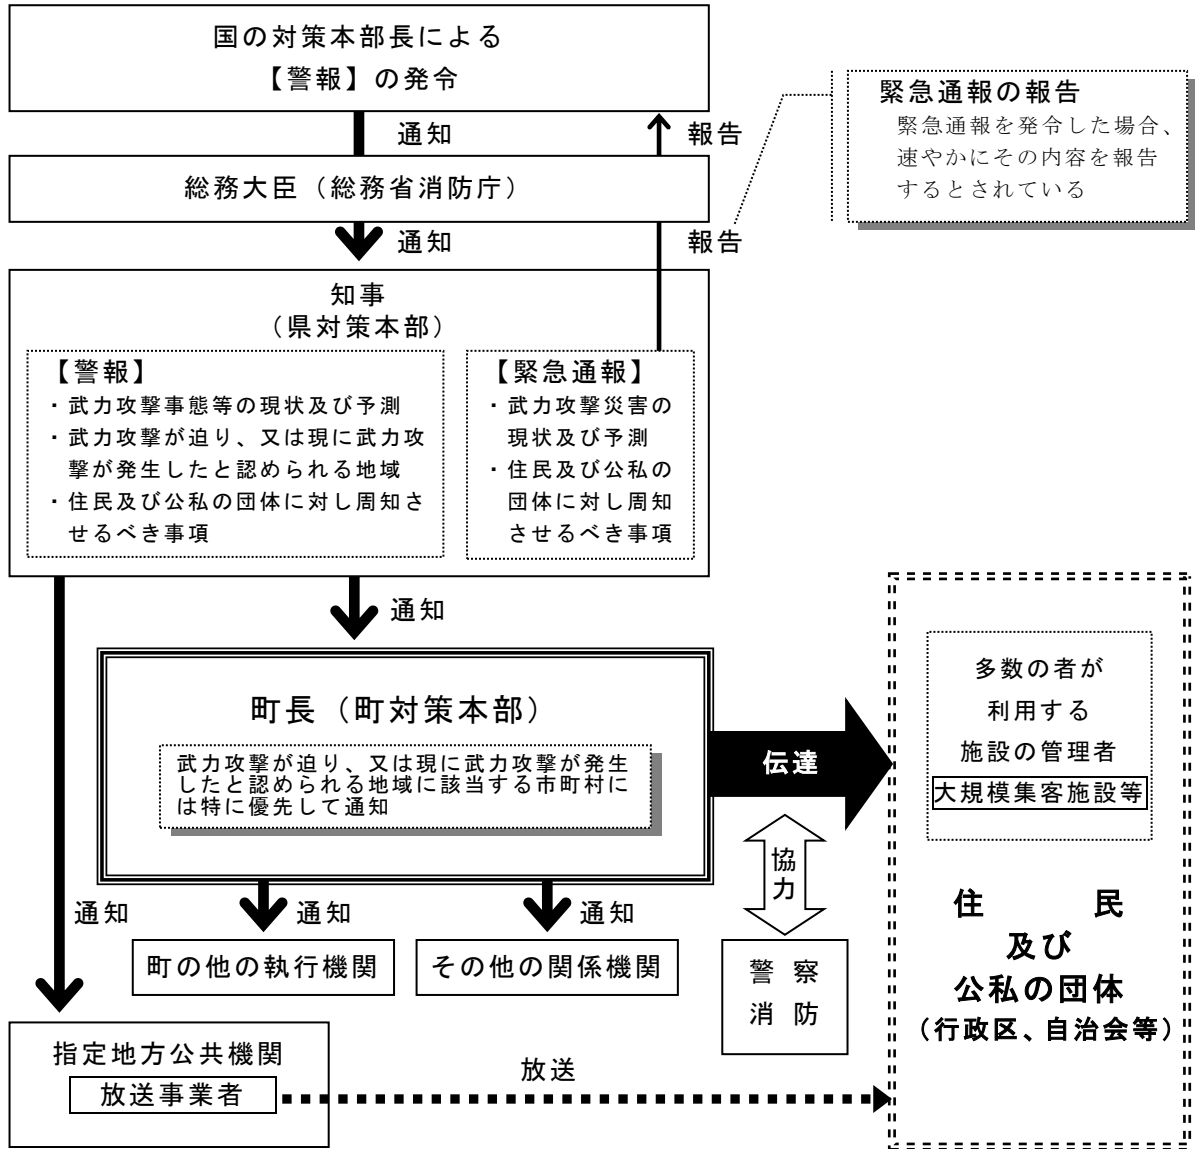 国の対策本部長による
【警報】の発令
通知
報告
緊急通報の報告
緊急通報を発令した場合、
速やかにその内容を報告
するとされている
総務大臣（総務省消防庁）
通知
報告
知事
（県対策本部）
【警報】
・武力攻撃事態等の現状及び予測
・武力攻撃が迫り、又は現に武力攻
撃が発生したと認められる地域
・住民及び公私の団体に対し周知さ
せるべき事項
【緊急通報】
・武力攻撃災害の
現状及び予測
・住民及び公私の
団体に対し周知
させるべき事項
通知
町長（町対策本部）
武力攻撃が迫り、又は現に武力攻撃が発生
したと認められる地域に該当する市町村に
は特に優先して通知
伝達
多数の者が
利用する
施設の管理者
大規模集客施設等
協
力
通知
通知
通知
町の他の執行機関
その他の関係機関
警察
消防
住民
及び
公私の団体
（行政区、自治会等）
指定地方公共機関
放送事業者
放送